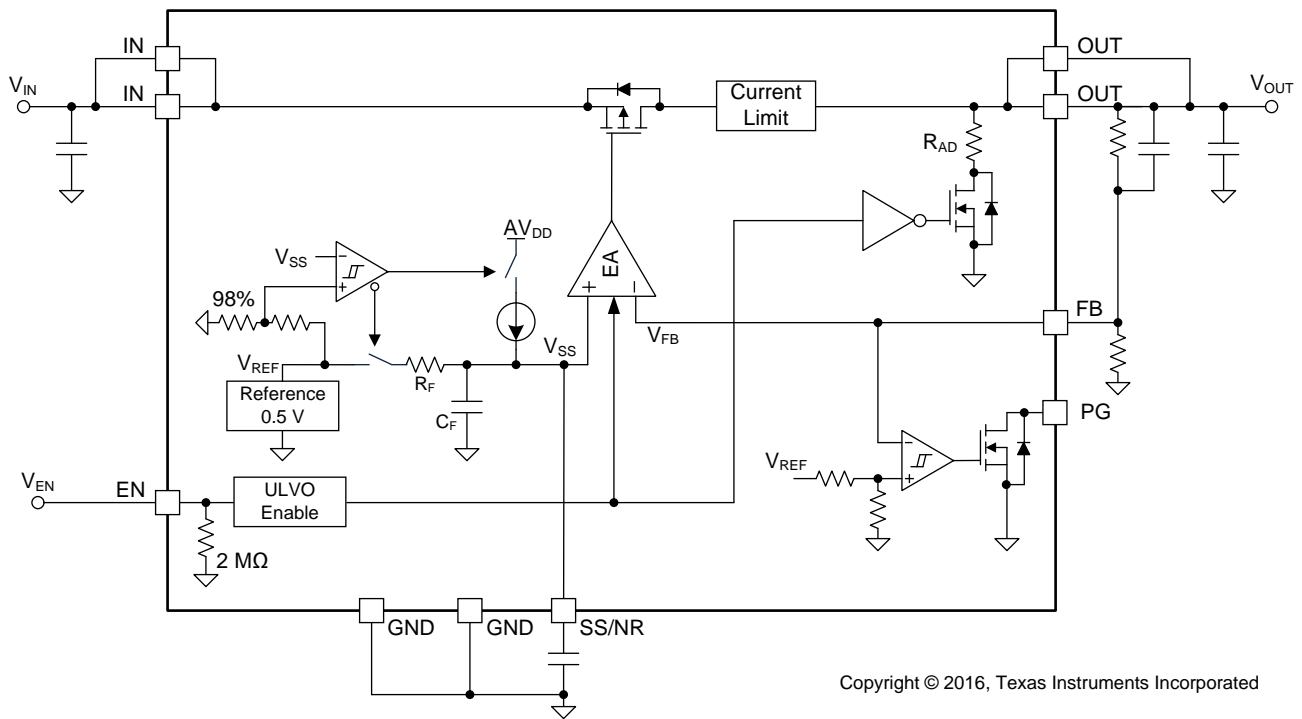 IN
OUT
VIN
IN
OUT
VOUT
Current
Limit
RAD
AVDD
VSS
EA
+
−
−
+
98%
FB
VSS
VFB
VREF
RF
Reference
0.5 V
CF
PG
VREF
−
+
VEN
EN
ULVO
Enable
2 MΩ
GND
GND
SS/NR
Copyright © 2016, Texas Instruments Incorporated